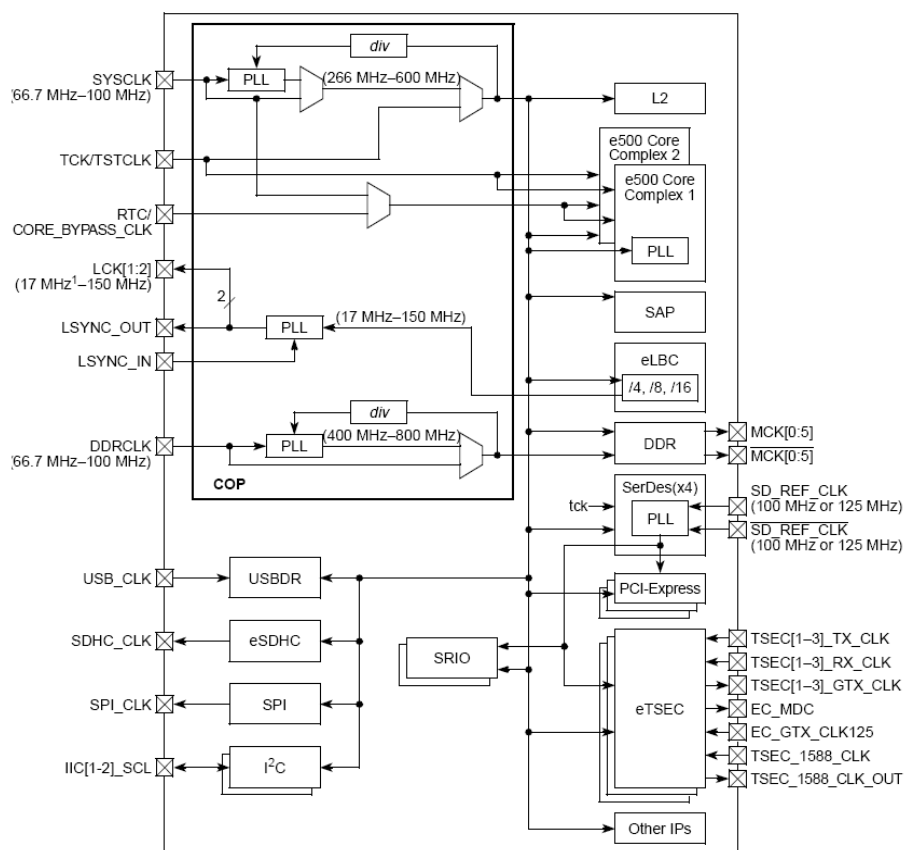 SYSCLK
(66.7 MHz–100 MHz)
PLL
div
(266 MHz–600 MHz)
L2
TCK/TSTCLK
e500 Core
Complex 2
e500 Core
Complex 1
PLL
RTC/
CORE_BYPASS_CLK
LCK[1:2]
(17 MHz¹–150 MHz)
2
SAP
LSYNC_OUT
PLL
(17 MHz–150 MHz)
LSYNC_IN
eLBC
/4, /8, /16
div
DDRCLK
(66.7 MHz–100 MHz)
PLL
(400 MHz–800 MHz)
COP
DDR
MCK[0:5]
MCK[0:5]
SerDes(x4)
tck
PLL
SD_REF_CLK
(100 MHz or 125 MHz)
SD_REF_CLK
(100 MHz or 125 MHz)
USB_CLK
USBDR
PCI-Express
SDHC_CLK
eSDHC
SRIO
SPI_CLK
SPI
IIC[1-2]_SCL
I²C
eTSEC
TSEC[1–3]_TX_CLK
TSEC[1–3]_RX_CLK
TSEC[1–3]_GTX_CLK
EC_MDC
EC_GTX_CLK125
TSEC_1588_CLK
TSEC_1588_CLK_OUT
Other IPs